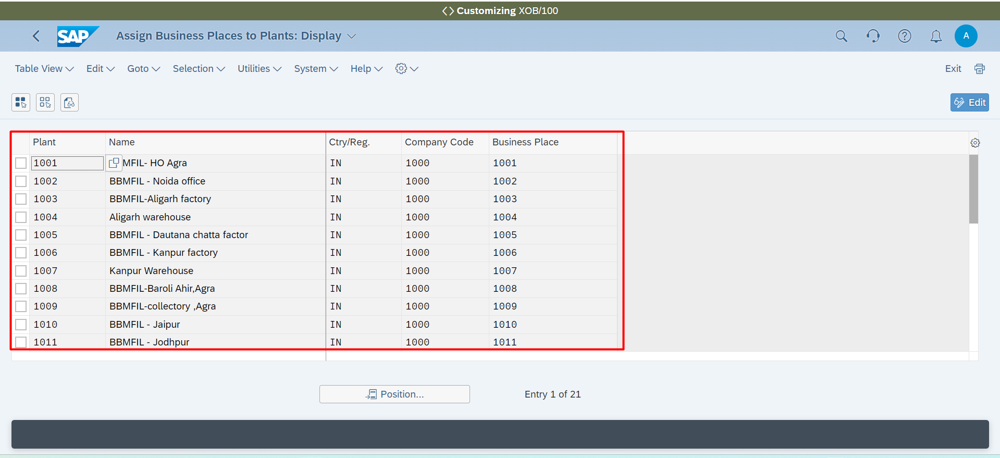 Customizing XOB/100
SAP Assign Business Places to Plants: Display A
Table View Edit Goto Selection Utilities System Help Exit
Edit
Plant Name Ctry/Reg. Company Code Business Place
1001 MFIL- HO Agra IN 1000 1001
1002 BBMFIL - Noida office IN 1000 1002
1003 BBMFIL-Aligarh factory IN 1000 1003
1004 Aligarh warehouse IN 1000 1004
1005 BBMFIL - Dautana chatta factor IN 1000 1005
1006 BBMFIL - Kanpur factory IN 1000 1006
1007 Kanpur Warehouse IN 1000 1007
1008 BBMFIL-Baroli Ahir,Agra IN 1000 1008
1009 BBMFIL-collectory ,Agra IN 1000 1009
1010 BBMFIL - Jaipur IN 1000 1010
1011 BBMFIL - Jodhpur IN 1000 1011
Position... Entry 1 of 21